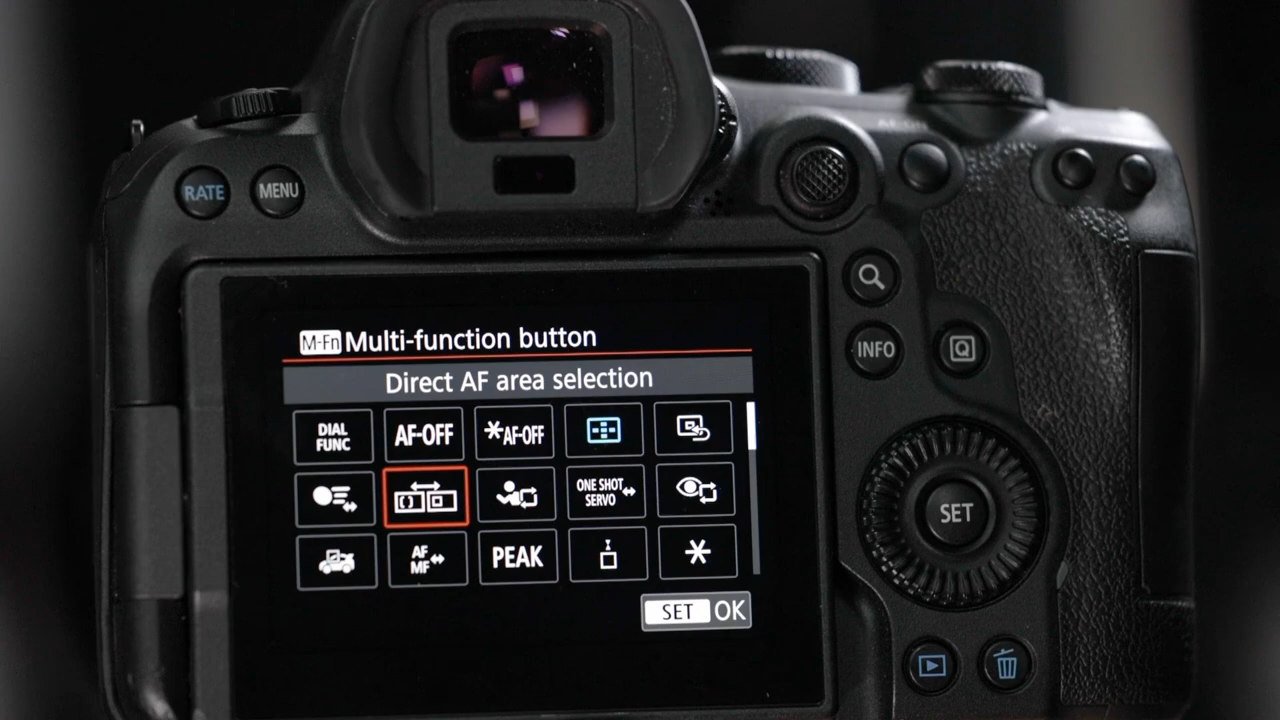 RATE
MENU
M-Fn Multi-function button
Direct AF area selection
DIAL FUNC
AF-OFF
*AF-OFF
ONE SHOT SERVO
AF MF
PEAK
*
SET OK
INFO
Q
SET